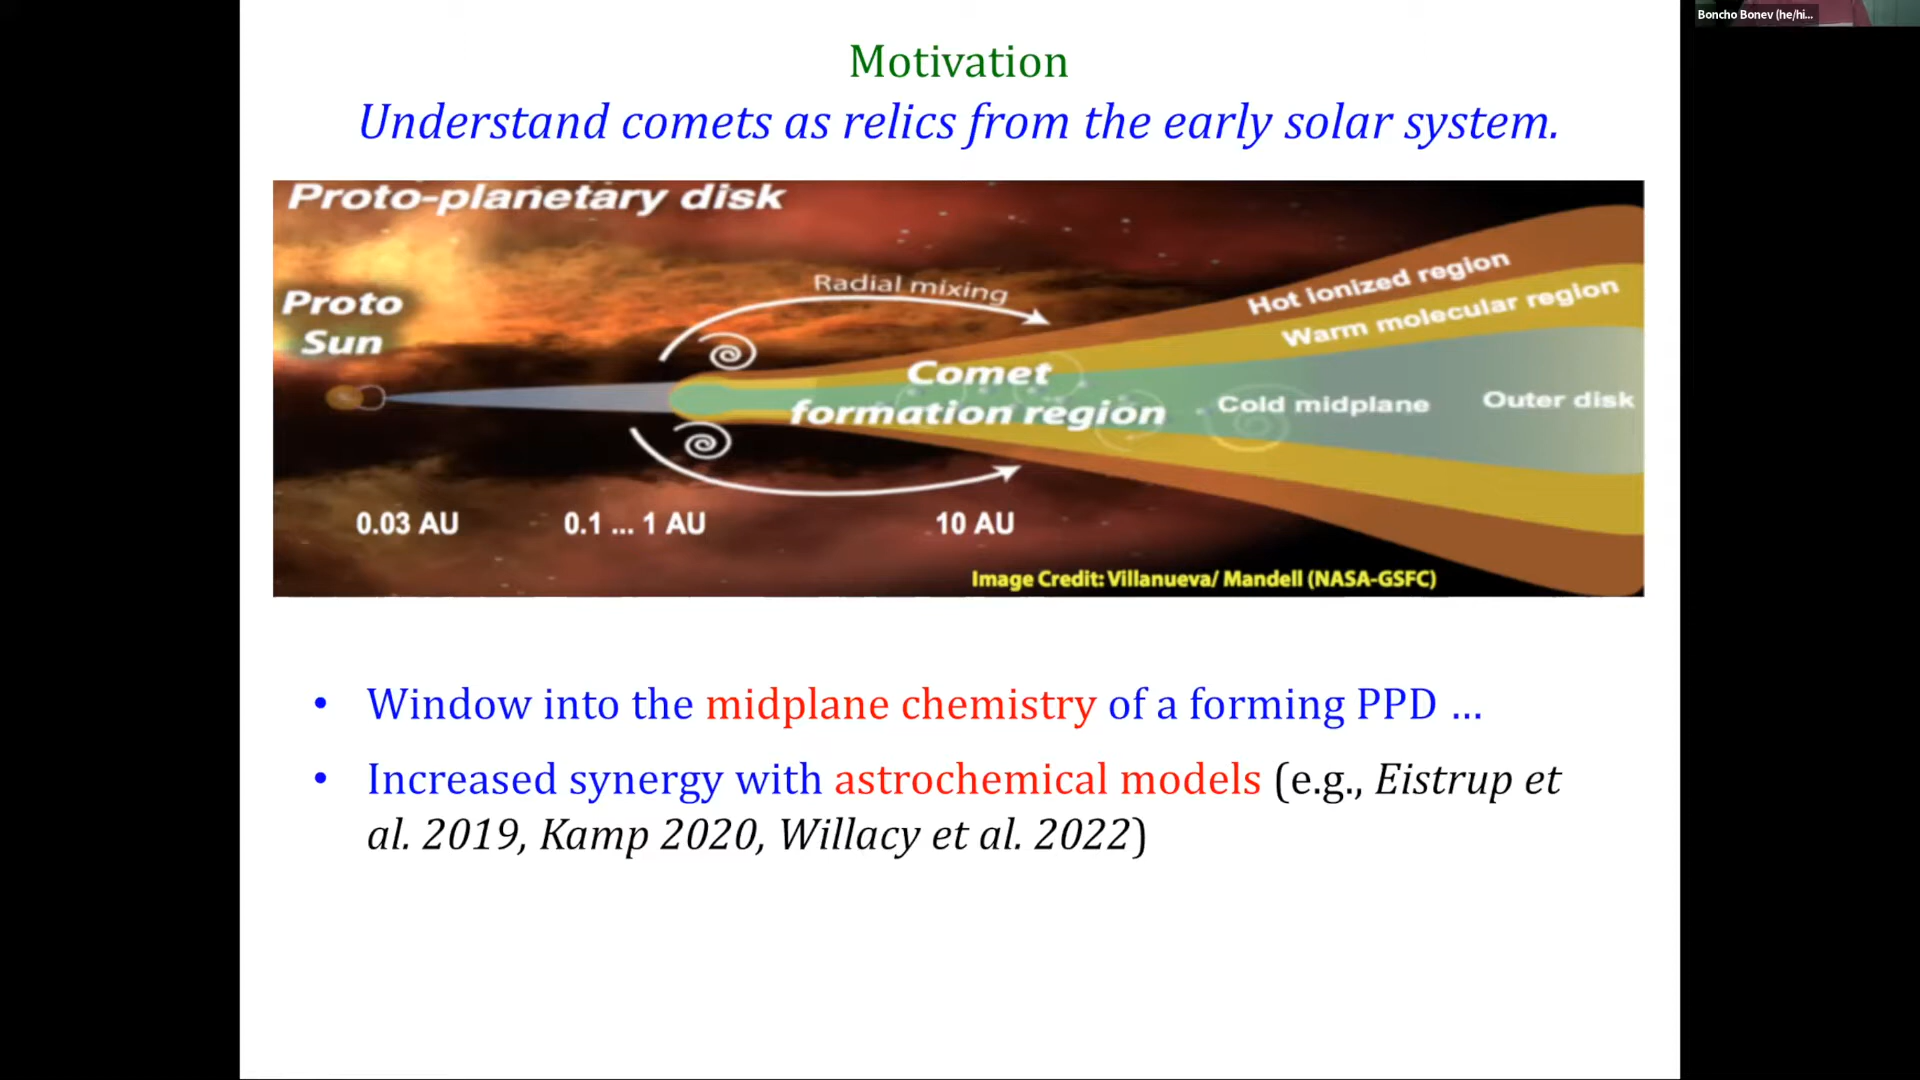 Boncho Bonev (he/hi...
Motivation
Understand comets as relics from the early solar system.
Proto-planetary disk
Radial mixing
Hot ionized region
Warm molecular region
Proto
Sun
Comet
formation region
Cold midplane
Outer disk
0.03 AU
0.1 ... 1 AU
10 AU
Image Credit: Villanueva/ Mandell (NASA-GSFC)
• Window into the midplane chemistry of a forming PPD ...
• Increased synergy with astrochemical models (e.g., Eistrup et
al. 2019, Kamp 2020, Willacy et al. 2022)